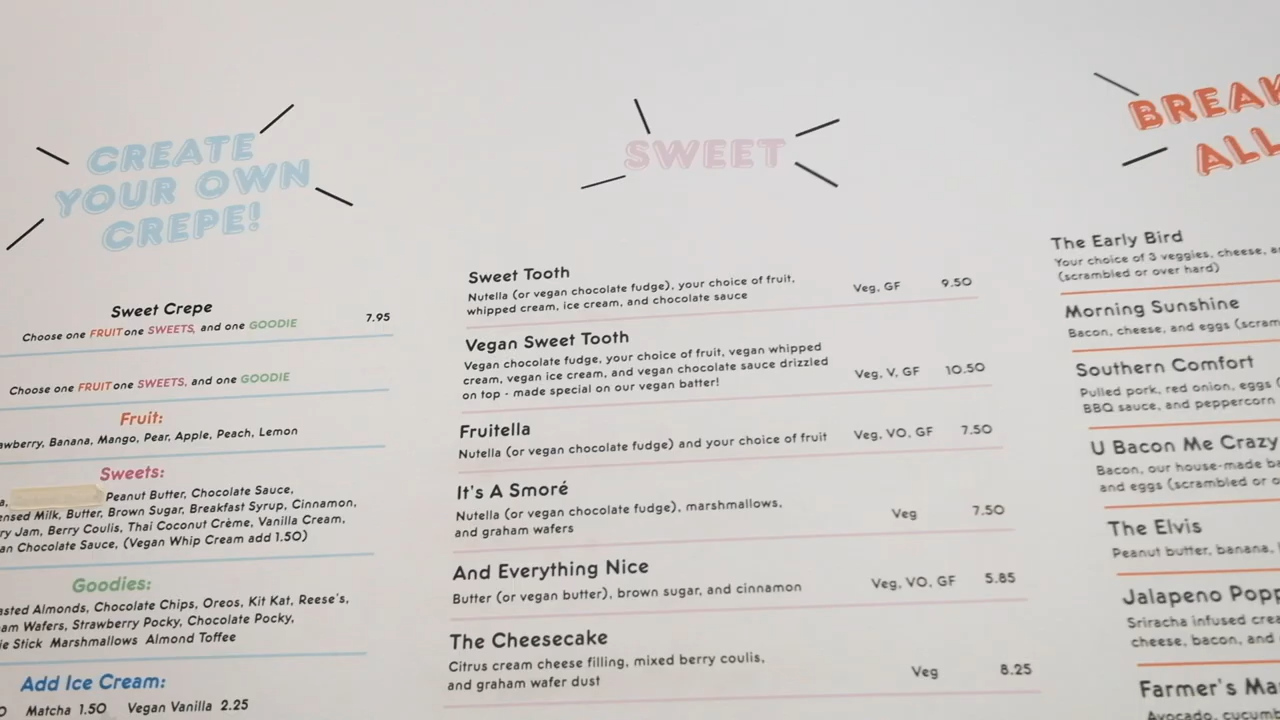 CREATE
YOUR OWN
CREPE!
Sweet Crepe
Choose one FRUIT one SWEETS, and one GOODIE 7.95
Choose one FRUIT one SWEETS, and one GOODIE
Fruit:
Banana, Mango, Pear, Apple, Peach, Lemon
Sweets:
Peanut Butter, Chocolate Sauce,
Milk, Butter, Brown Sugar, Breakfast Syrup, Cinnamon,
Jam, Berry Coulis, Thai Coconut Crème, Vanilla Cream,
Chocolate Sauce, (Vegan Whip Cream add 1.50)
Goodies:
Almonds, Chocolate Chips, Oreos, Kit Kat, Reese's,
Wafers, Strawberry Pocky, Chocolate Pocky,
Stick Marshmallows Almond Toffee
Add Ice Cream:
Matcha 1.50 Vegan Vanilla 2.25
SWEET
Sweet Tooth
Nutella (or vegan chocolate fudge), your choice of fruit,
whipped cream, ice cream, and chocolate sauce Veg, GF 9.50
Vegan Sweet Tooth
Vegan chocolate fudge, your choice of fruit, vegan whipped
cream, vegan ice cream, and vegan chocolate sauce drizzled
on top - made special on our vegan batter! Veg, V, GF 10.50
Fruitella
Nutella (or vegan chocolate fudge) and your choice of fruit Veg, VO, GF 7.50
It's A Smoré
Nutella (or vegan chocolate fudge), marshmallows,
and graham wafers Veg 7.50
And Everything Nice
Butter (or vegan butter), brown sugar, and cinnamon Veg, VO, GF 5.85
The Cheesecake
Citrus cream cheese filling, mixed berry coulis,
and graham wafer dust Veg 8.25
BREAK
ALL
The Early Bird
Your choice of 3 veggies, cheese,
(scrambled or over hard)
Morning Sunshine
Bacon, cheese, and eggs
Southern Comfort
Pulled pork, red onion, eggs
BBQ sauce, and peppercorn
U Bacon Me Crazy
Bacon, our house-made
and eggs (scrambled or
The Elvis
Peanut butter, banana,
Jalapeno
Sriracha infused
cheese, bacon, and
Farmer's
Avocado,